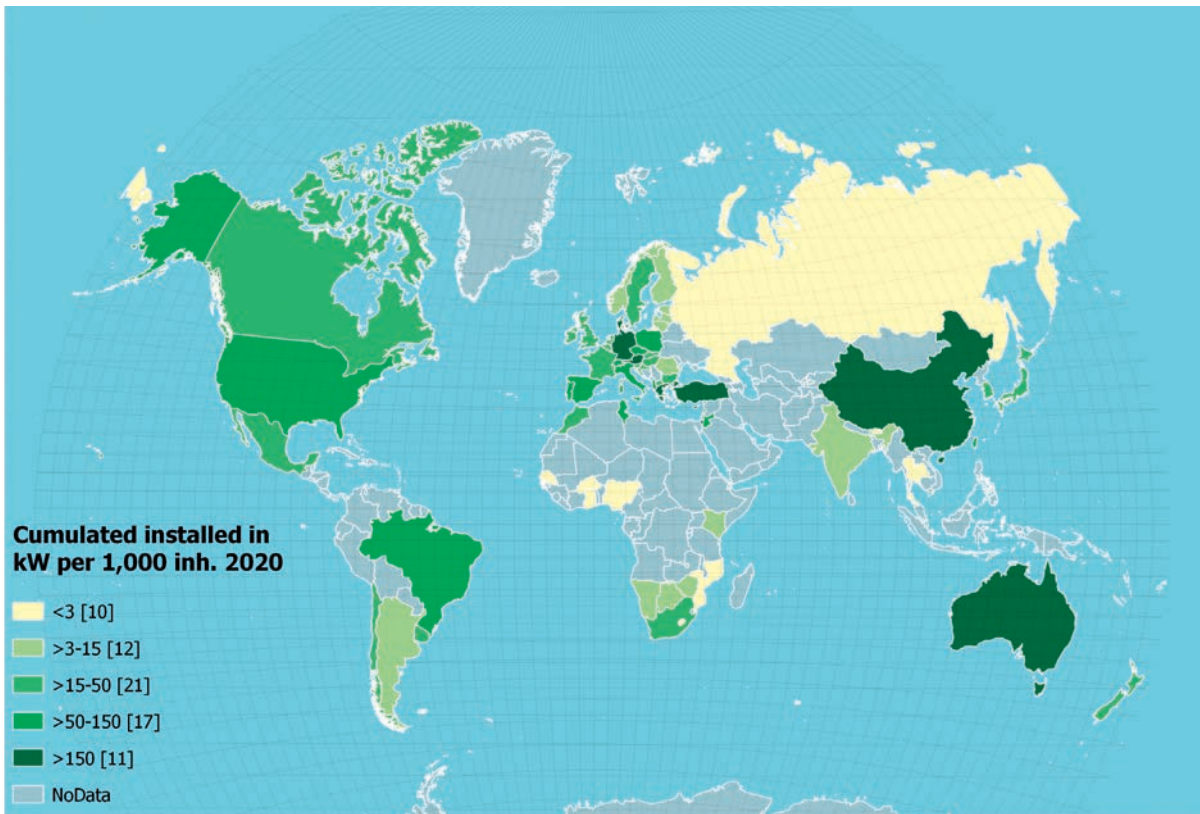 Cumulated installed in
kW per 1,000 inh. 2020
<3 [10]
>3-15 [12]
>15-50 [21]
>50-150 [17]
>150 [11]
NoData